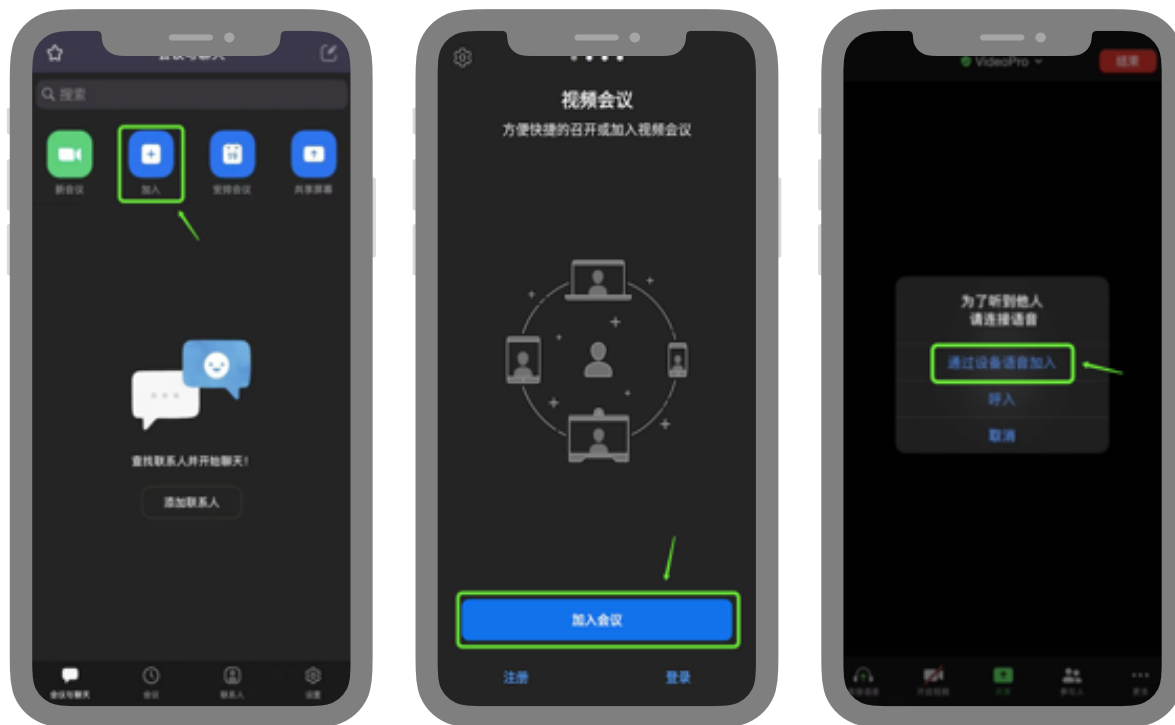 会议与聊天
搜索
新会议
加入
19
安排会议
共享屏幕
查找联系人并开始聊天!
添加联系人
会议与聊天
会议
联系人
设置
视频会议
方便快捷的召开或加入视频会议
加入会议
注册
登录
VideoPro
结束
为了听到他人
请连接语音
通过设备语音加入
呼入
取消
开启视频
共享
参与人
更多